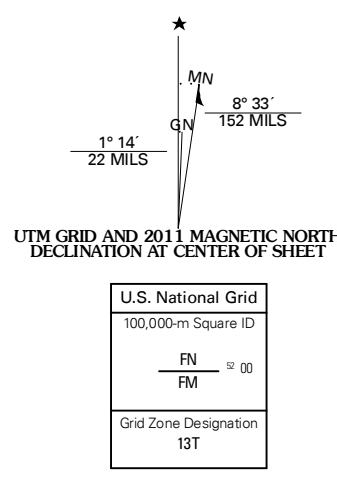 ★
MN
GN
8° 33´
152 MILS
1° 14´
22 MILS
UTM GRID AND 2011 MAGNETIC NORTH
DECLINATION AT CENTER OF SHEET
U.S. National Grid
100,000-m Square ID
FN
52 00
FM
Grid Zone Designation
13T